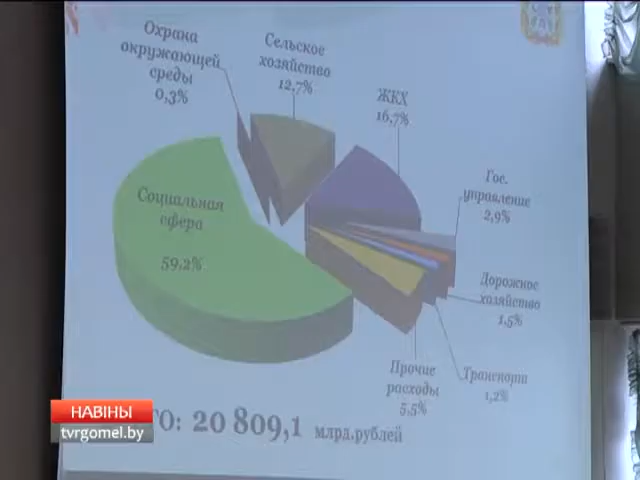 Охрана
окружающей
среды
0,3%
Сельское
хозяйство
12,7%
ЖКХ
16,7%
Гос.
управление
2,9%
Социальная
сфера
59,2%
Дорожное
хозяйство
1,5%
Прочие
расходы
5,5%
Транспорт
1,2%
ГО: 20 809,1 млрд.рублей
НАВІНЫ
tvrgomel.by